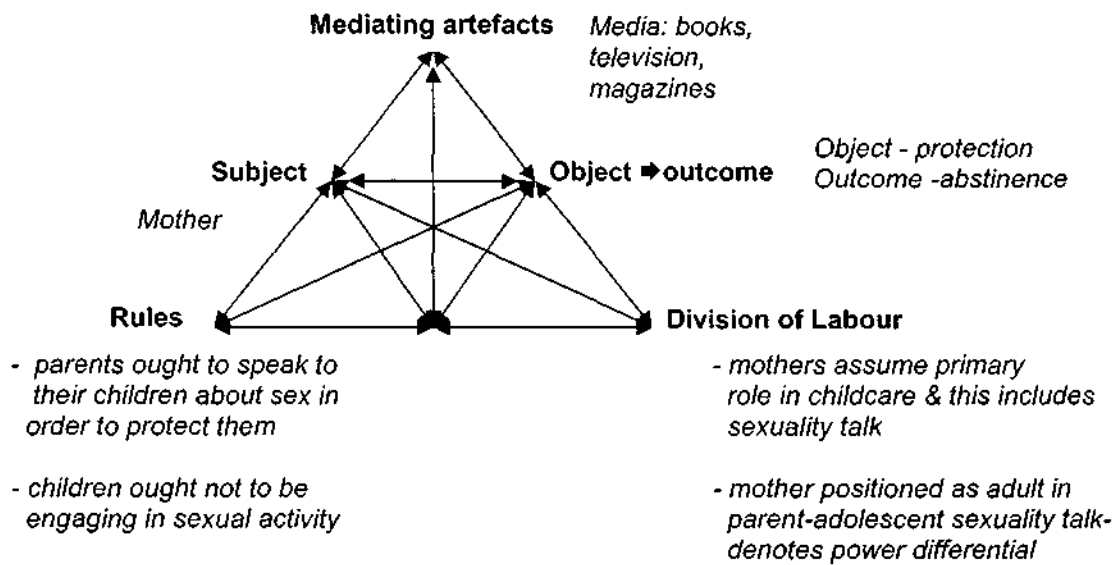 Mediating artefacts
Media: books,
television,
magazines
Subject
Object ➔outcome
Object - protection
Outcome -abstinence
Mother
Rules
Division of Labour
- parents ought to speak to
their children about sex in
order to protect them
- children ought not to be
engaging in sexual activity
- mothers assume primary
role in childcare & this includes
sexuality talk
- mother positioned as adult in
parent-adolescent sexuality talk-
denotes power differential